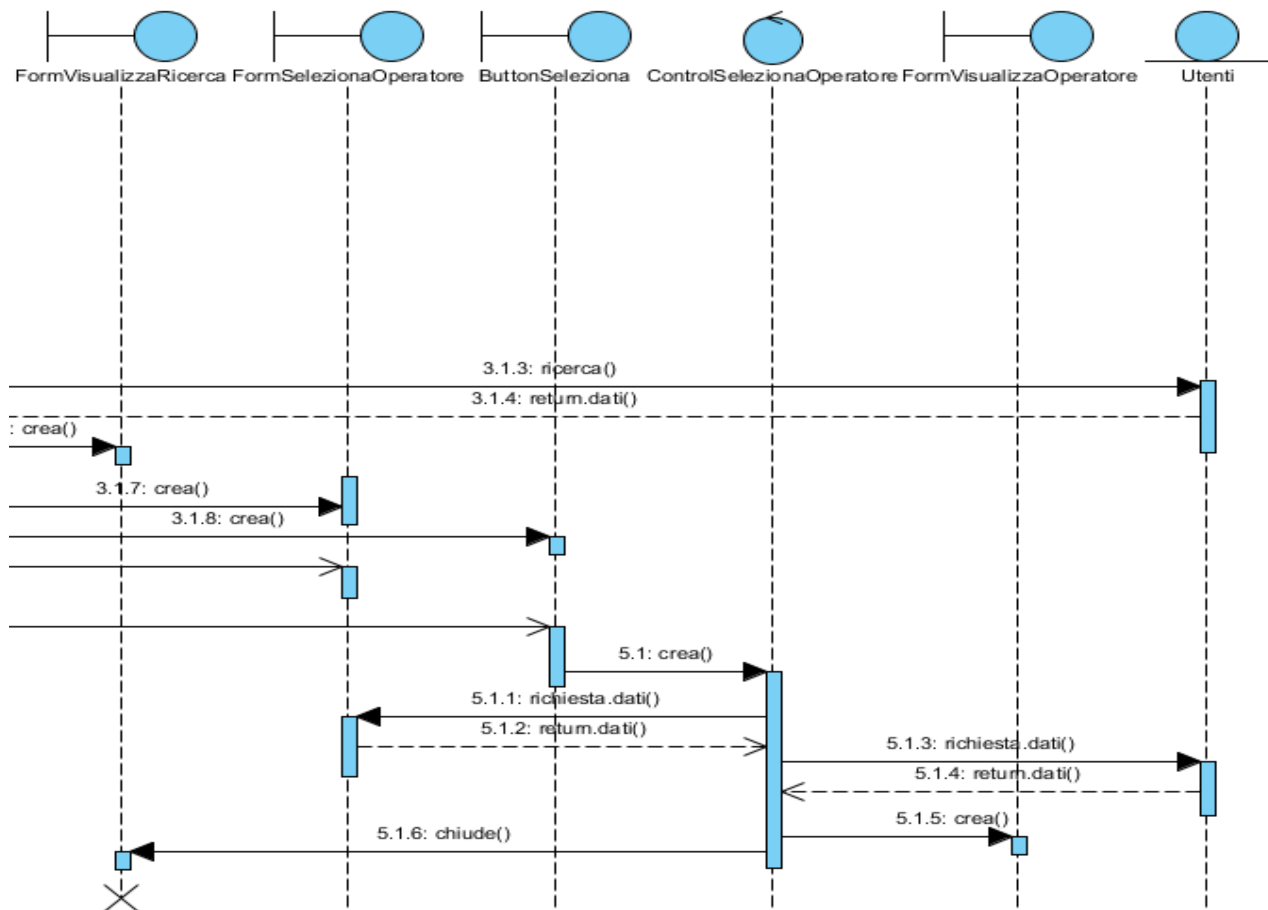 FormVisualizzaRicerca FormSelezionaOperatore ButtonSeleziona ControlSelezionaOperatore FormVisualizzaOperatore Utenti
3.1.3: ricerca()
3.1.4: return.dati()
: crea()
3.1.7: crea()
3.1.8: crea()
5.1: crea()
5.1.1: richiesta.dati()
5.1.2: return.dati()
5.1.3: richiesta.dati()
5.1.4: return.dati()
5.1.5: crea()
5.1.6: chiude()